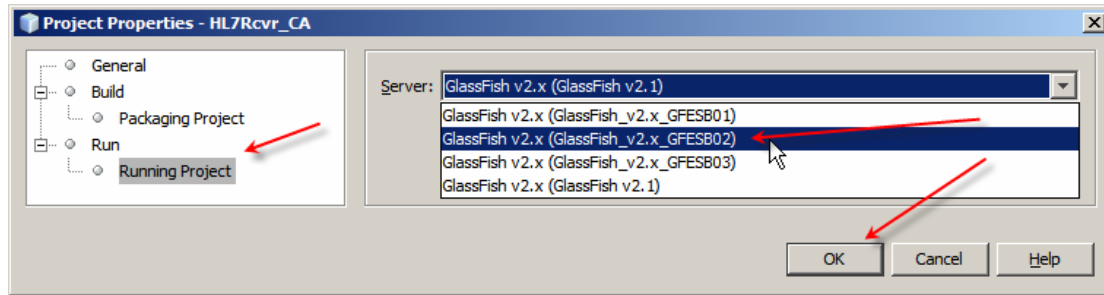 Project Properties - HL7Rcvr_CA
General
Build
Packaging Project
Run
Running Project
Server: GlassFish v2.x (GlassFish v2.1)
GlassFish v2.x (GlassFish_v2.x_GFESB01)
GlassFish v2.x (GlassFish_v2.x_GFESB02)
GlassFish v2.x (GlassFish_v2.x_GFESB03)
GlassFish v2.x (GlassFish v2.1)
OK Cancel Help